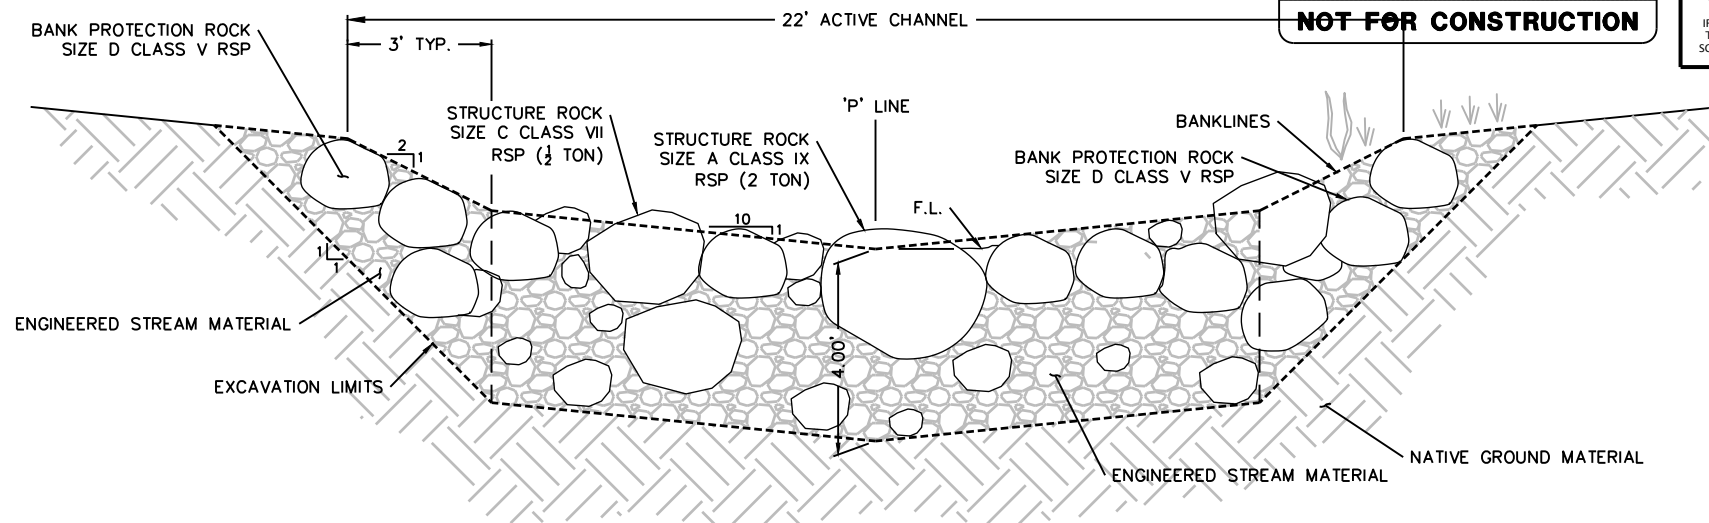 22' ACTIVE CHANNEL
NOT FOR CONSTRUCTION
BANK PROTECTION ROCK
SIZE D CLASS V RSP
3' TYP.
STRUCTURE ROCK
SIZE C CLASS VII
RSP (½ TON)
STRUCTURE ROCK
SIZE A CLASS IX
RSP (2 TON)
'P' LINE
BANKLINES
BANK PROTECTION ROCK
SIZE D CLASS V RSP
2
1
F.L.
10
1
1
1
ENGINEERED STREAM MATERIAL
4.00'
EXCAVATION LIMITS
NATIVE GROUND MATERIAL
ENGINEERED STREAM MATERIAL